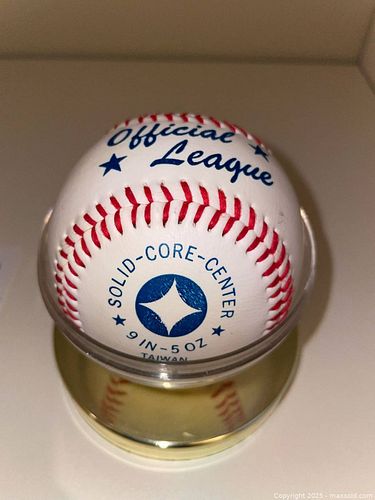 Official
League
SOLID-CORE-CENTER
9 IN-5 OZ
TAIWAN
Copyright 2025 - maxsold.com